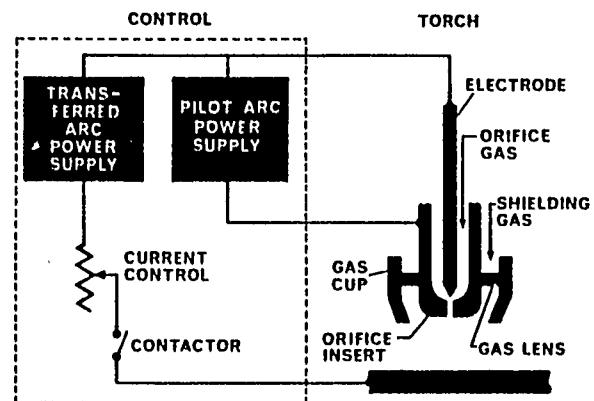 CONTROL
TORCH
TRANS-
FERRED
ARC
POWER
SUPPLY
PILOT ARC
POWER
SUPPLY
ELECTRODE
ORIFICE
GAS
SHIELDING
GAS
CURRENT
CONTROL
GAS
CUP
CONTACTOR
ORIFICE
INSERT
GAS LENS